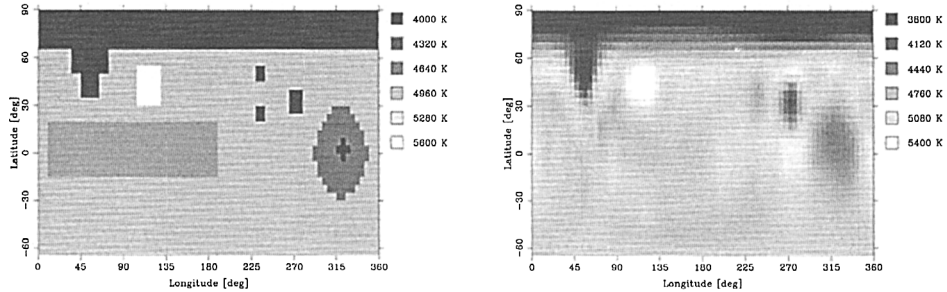 90
60
30
0
−30
−60
Latitude [deg]
0 45 90 135 180 225 270 315 360
Longitude [deg]
4000 K
4320 K
4640 K
4960 K
5280 K
5600 K
90
60
30
0
−30
−60
Latitude [deg]
0 45 90 135 180 225 270 315 360
Longitude [deg]
3800 K
4120 K
4440 K
4760 K
5080 K
5400 K